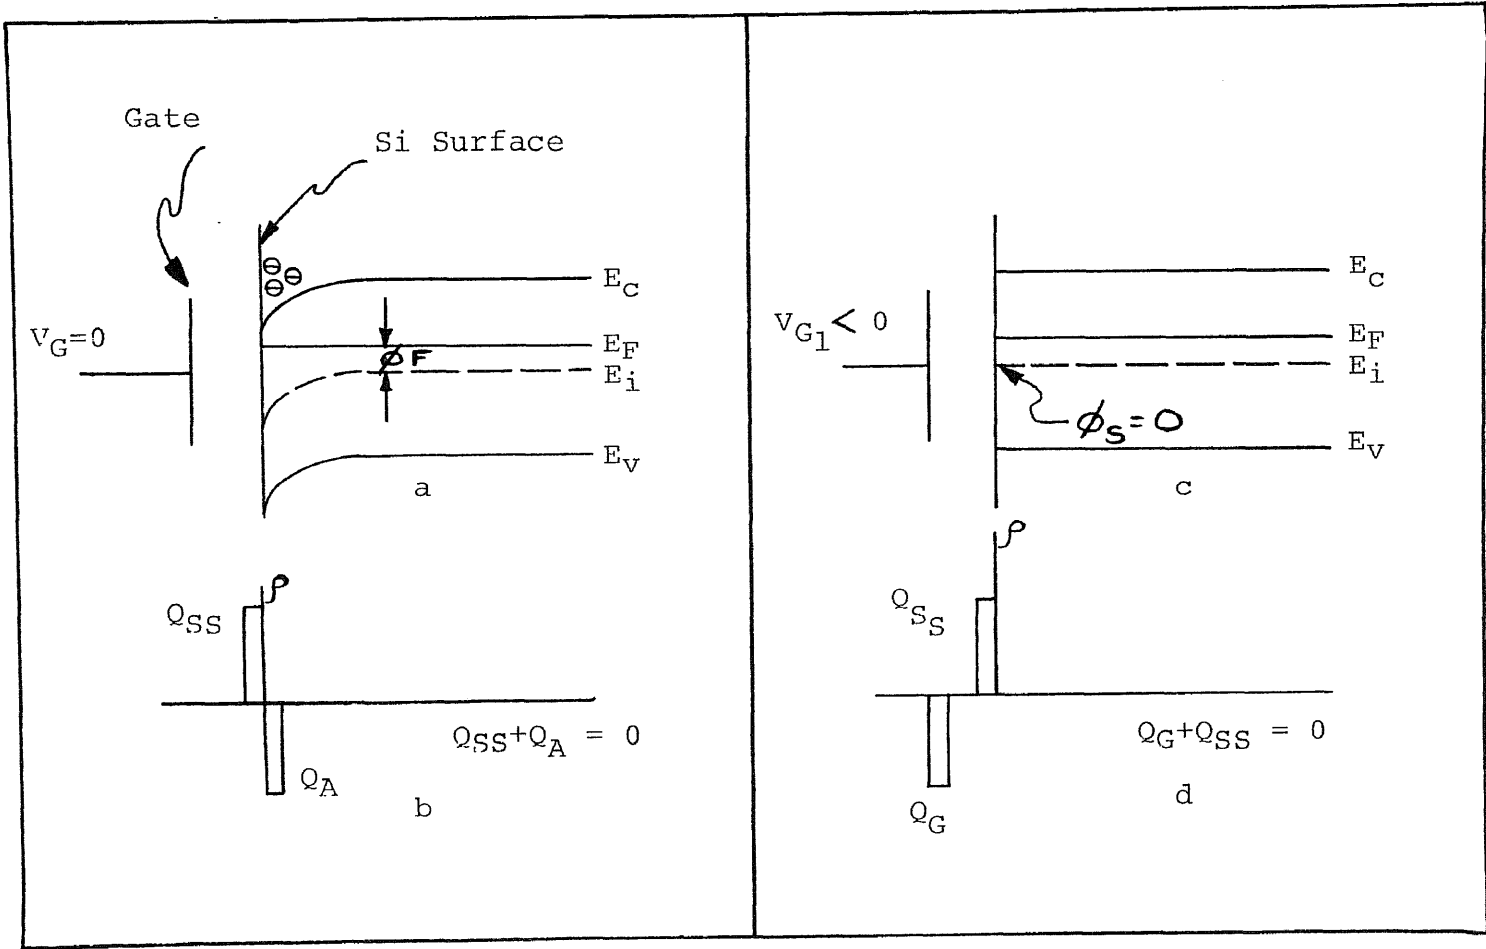 Gate
Si Surface
V_G=0
E_C
E_F
ϕF
E_i
E_V
a
ρ
Q_SS
Q_SS+Q_A = 0
Q_A
b
V_G1 < 0
E_C
E_F
E_i
ϕ_S=0
E_V
c
ρ
Q_SS
Q_G+Q_SS = 0
Q_G
d